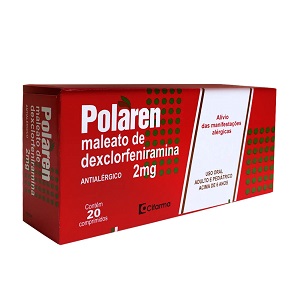 Polaren
maleato de
dexclorfeniramina
2mg
ANTIALÉRGICO
Contém
20
comprimidos
Cifarma
Alívio
das manifestações
alérgicas
USO ORAL
ADULTO E PEDIÁTRICO
ACIMA DE 6 ANOS
Polaren
maleato de
dexclorfeniramina
2mg